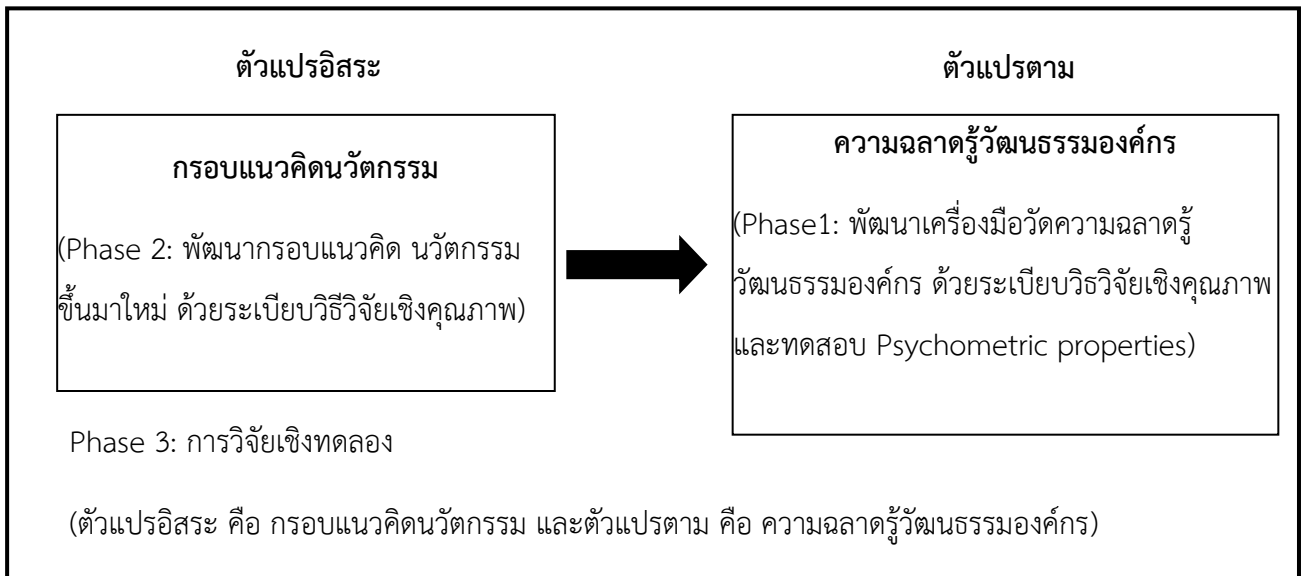 ตัวแปรอิสระ
กรอบแนวคิดนวัตกรรม
(Phase 2: พัฒนากรอบแนวคิด นวัตกรรม
ขึ้นมาใหม่ ด้วยระเบียบวิธีวิจัยเชิงคุณภาพ)
ตัวแปรตาม
ความฉลาดรู้วัฒนธรรมองค์กร
(Phase1: พัฒนาเครื่องมือวัดความฉลาดรู้
วัฒนธรรมองค์กร ด้วยระเบียบวิธวิจัยเชิงคุณภาพ
และทดสอบ Psychometric properties)
Phase 3: การวิจัยเชิงทดลอง
(ตัวแปรอิสระ คือ กรอบแนวคิดนวัตกรรม และตัวแปรตาม คือ ความฉลาดรู้วัฒนธรรมองค์กร)